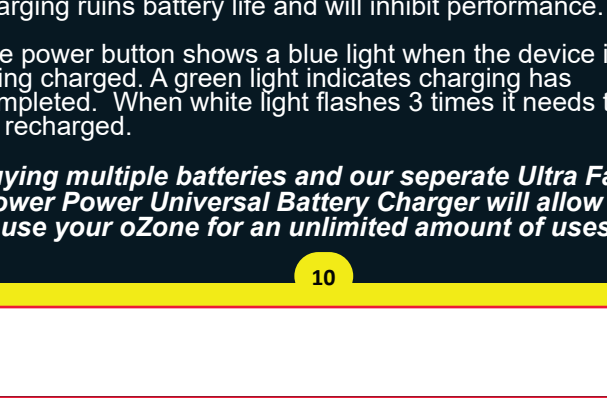 arging ruins battery life and will inhibit performance.
e power button shows a blue light when the device i
ing charged. A green light indicates charging has
mpleted.  When white light flashes 3 times it needs t
recharged.
ying multiple batteries and our seperate Ultra Fa
ower Power Universal Battery Charger will allow
use your oZone for an unlimited amount of uses
10